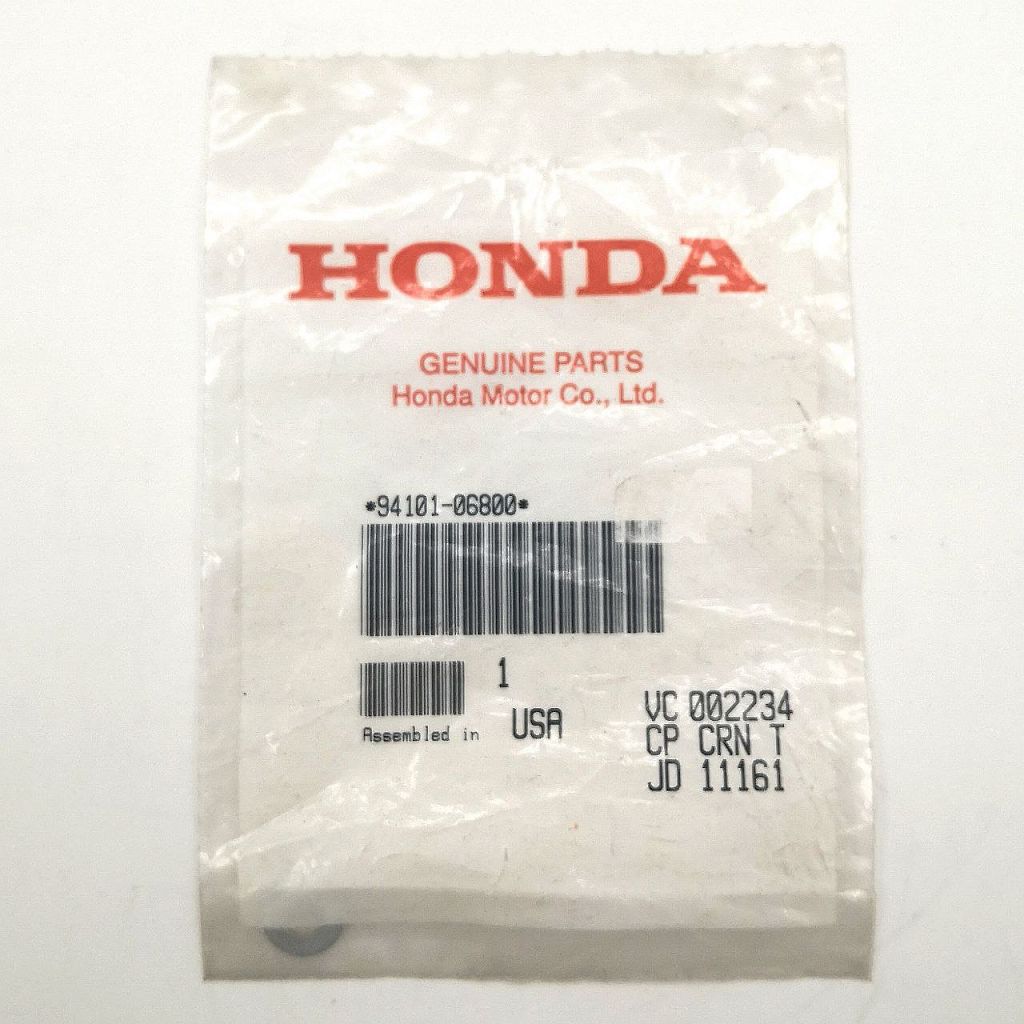 HONDA
GENUINE PARTS
Honda Motor Co., Ltd.
*94101-06800*
1
Assembled in USA
VC 002234
CP CRN T
JD 11161